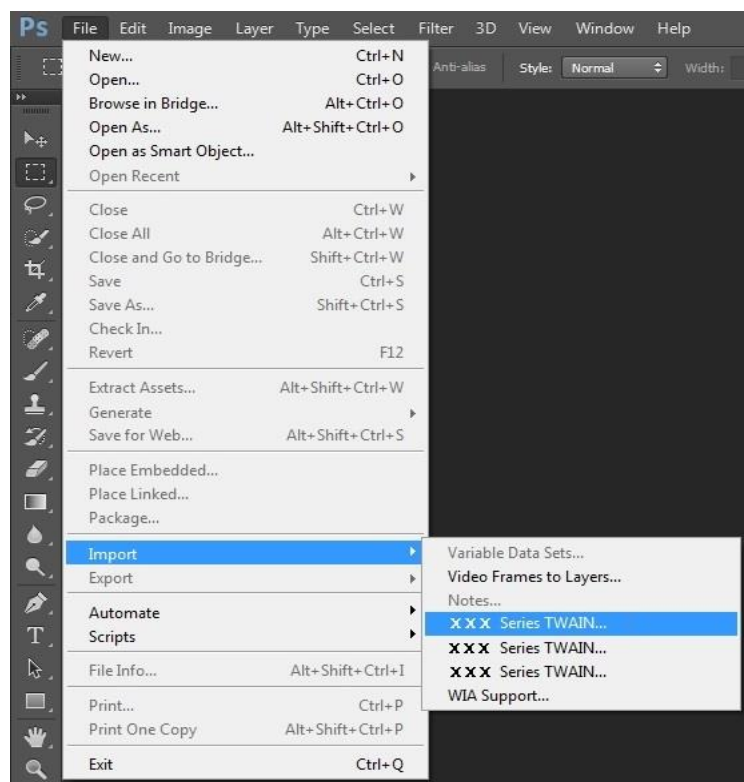 Ps File Edit Image Layer Type Select Filter 3D View Window Help
Anti-alias Style: Normal Width:
New... Ctrl+N
Open... Ctrl+O
Browse in Bridge... Alt+Ctrl+O
Open As... Alt+Shift+Ctrl+O
Open as Smart Object...
Open Recent
Close Ctrl+W
Close All Alt+Ctrl+W
Close and Go to Bridge... Shift+Ctrl+W
Save Ctrl+S
Save As... Shift+Ctrl+S
Check In...
Revert F12
Extract Assets... Alt+Shift+Ctrl+W
Generate
Save for Web... Alt+Shift+Ctrl+S
Place Embedded...
Place Linked...
Package...
Import
Export
Automate
Scripts
File Info... Alt+Shift+Ctrl+I
Print... Ctrl+P
Print One Copy Alt+Shift+Ctrl+P
Exit Ctrl+Q
Variable Data Sets...
Video Frames to Layers...
Notes...
XXX Series TWAIN...
XXX Series TWAIN...
XXX Series TWAIN...
WIA Support...
T